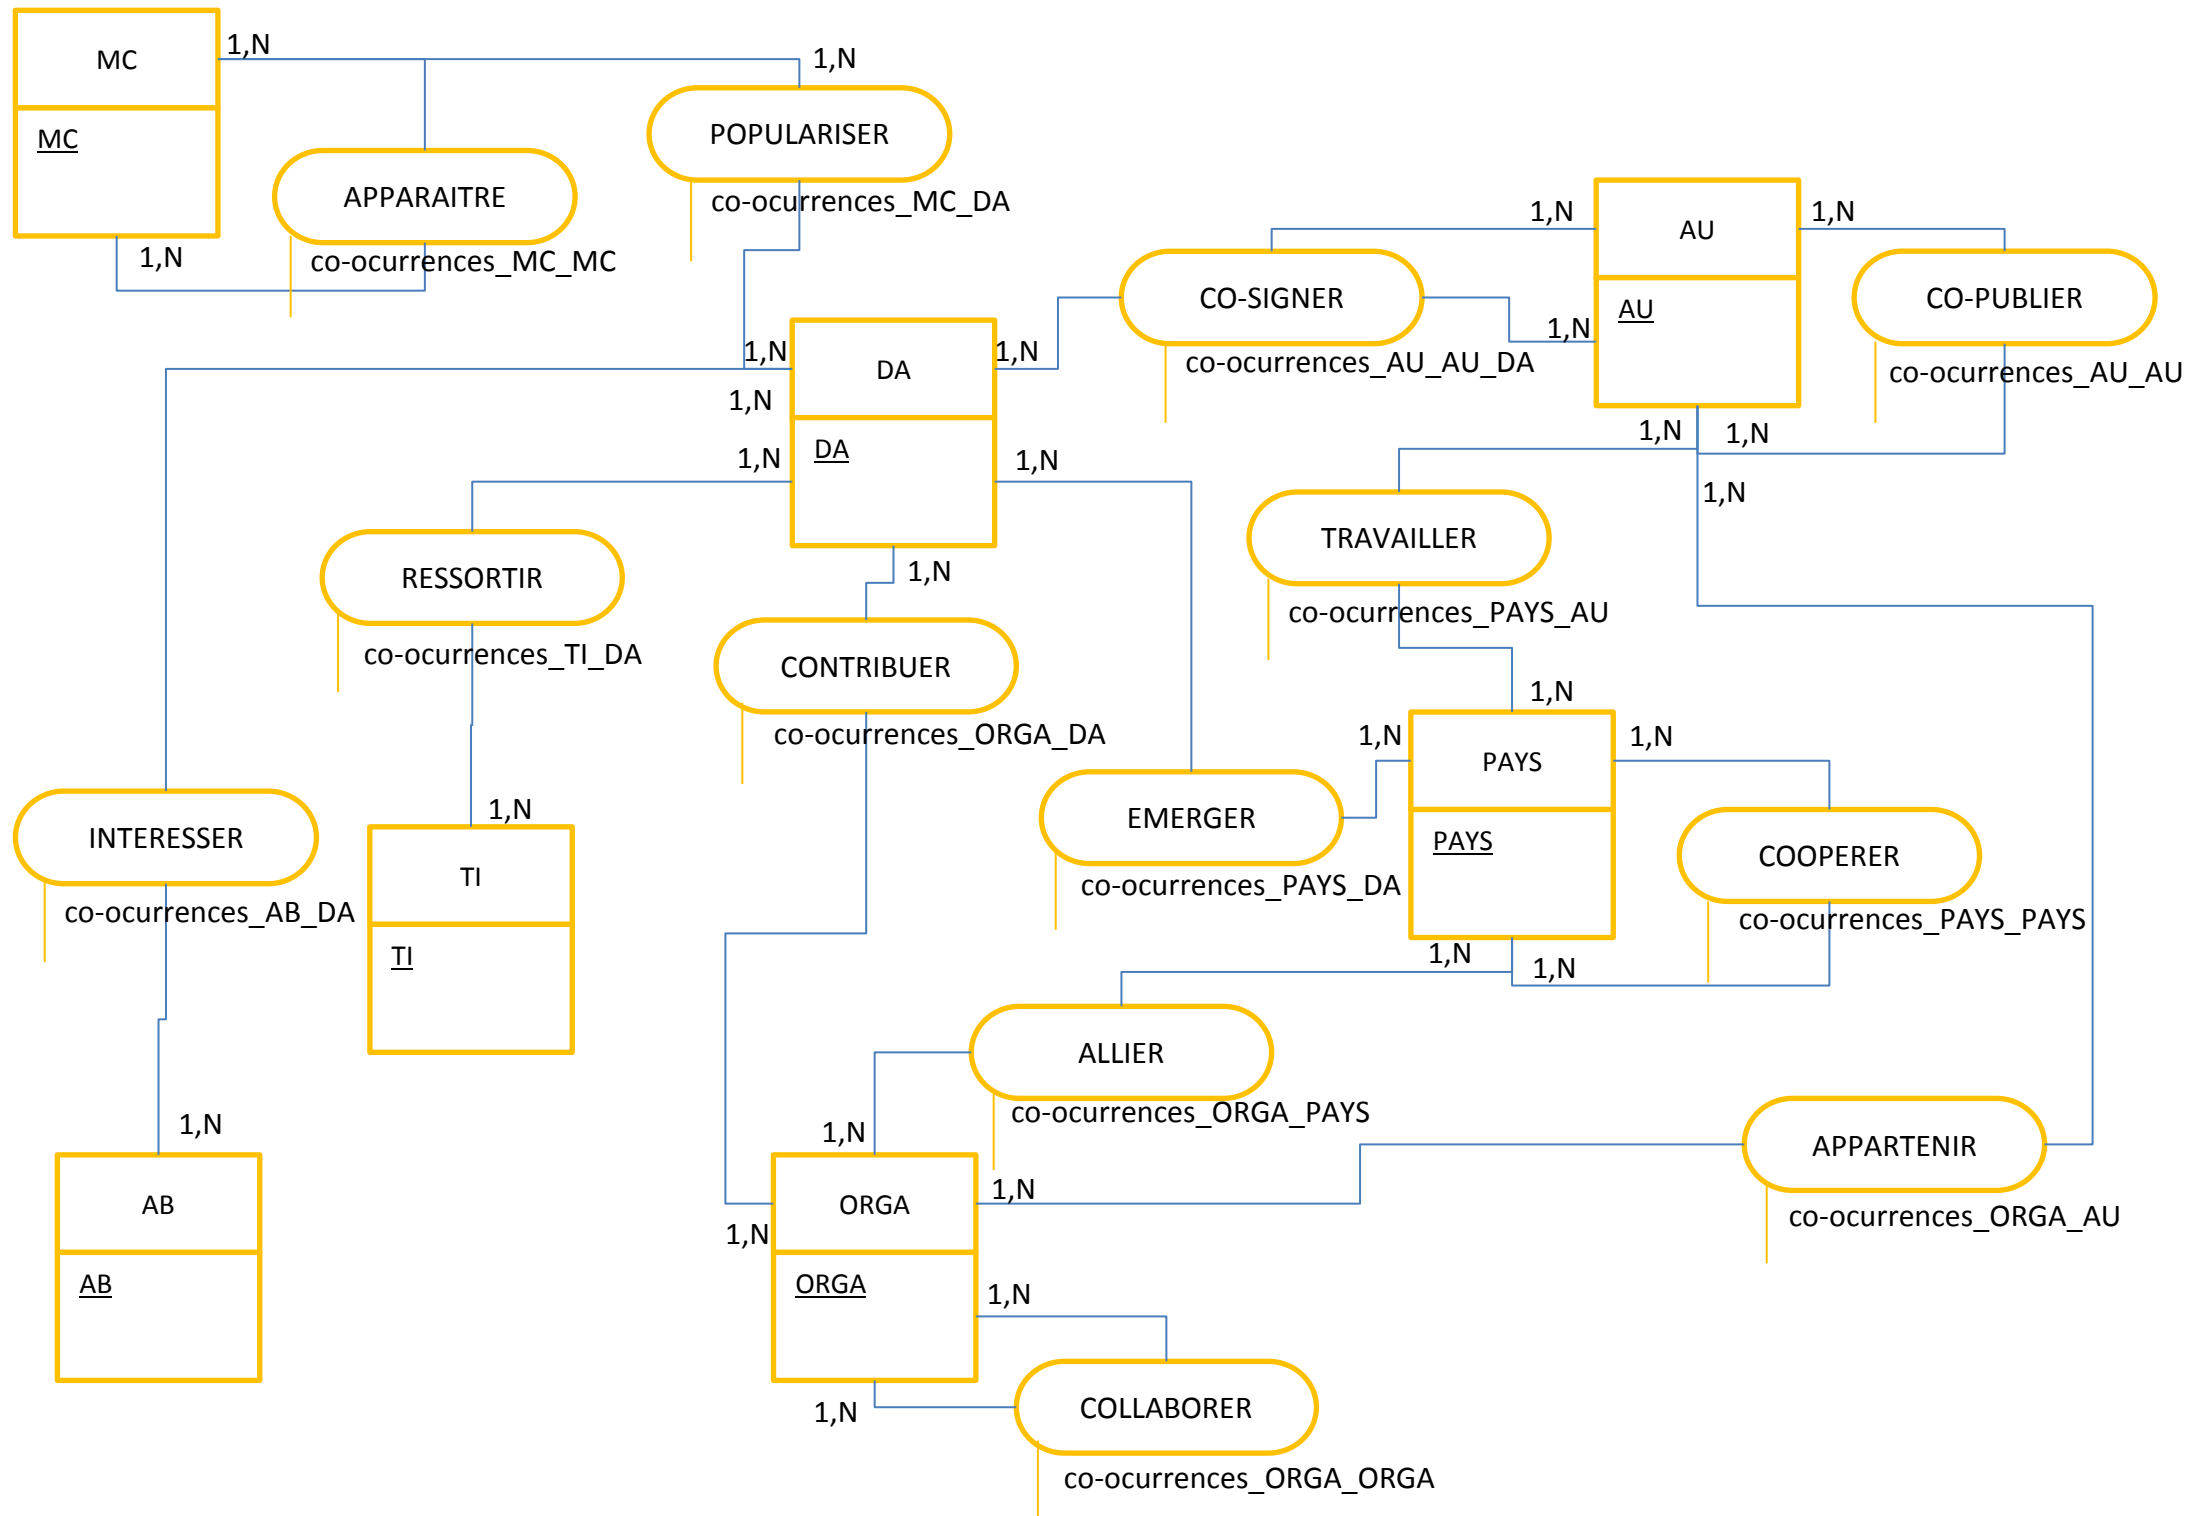 MC
MC
1,N
1,N
1,N
POPULARISER
co-ocurrences_MC_DA
APPARAITRE
co-ocurrences_MC_MC
AU
AU
1,N
1,N
1,N
CO-SIGNER
co-ocurrences_AU_AU_DA
CO-PUBLIER
co-ocurrences_AU_AU
1,N
1,N
1,N
DA
DA
1,N
1,N
1,N
1,N
1,N
1,N
1,N
RESSORTIR
co-ocurrences_TI_DA
CONTRIBUER
co-ocurrences_ORGA_DA
TRAVAILLER
co-ocurrences_PAYS_AU
1,N
1,N
1,N
PAYS
PAYS
EMERGER
co-ocurrences_PAYS_DA
COOPERER
co-ocurrences_PAYS_PAYS
1,N
1,N
INTERESSER
co-ocurrences_AB_DA
1,N
TI
TI
ALLIER
co-ocurrences_ORGA_PAYS
1,N
AB
AB
1,N
1,N
1,N
ORGA
ORGA
APPARTENIR
co-ocurrences_ORGA_AU
1,N
1,N
COLLABORER
co-ocurrences_ORGA_ORGA